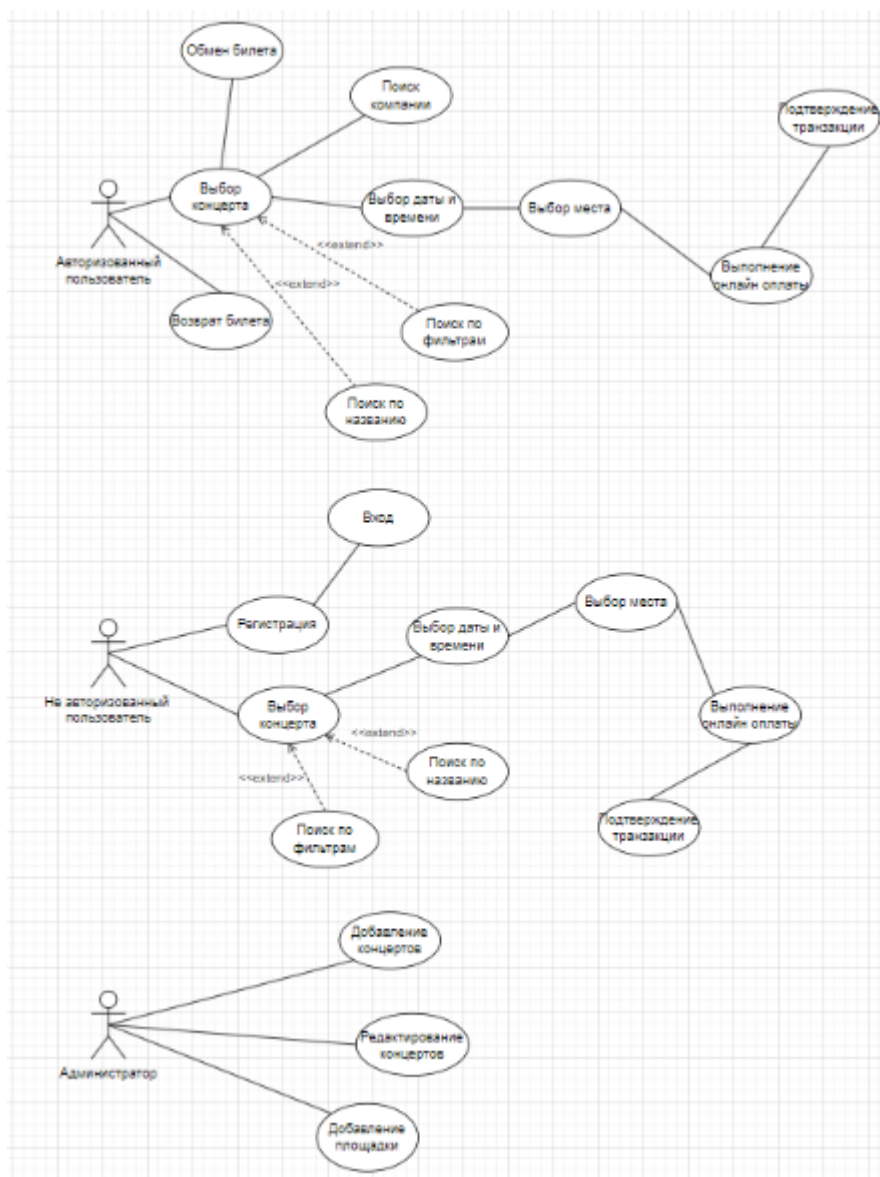 Обмен билета
Поиск
компании
Подтверждение
транзакции
Выбор
концерта
Выбор даты и
времени
Выбор места
<<extend>>
Авторизованный
пользователь
<<extend>>
Выполнение
онлайн оплаты
Возврат билета
Поиск по
фильтрам
Поиск по
названию
Вход
Регистрация
Выбор даты и
времени
Выбор места
Не авторизованный
пользователь
Выбор
концерта
Выполнение
онлайн оплаты
<<extend>>
<<extend>>
Поиск по
названию
Поиск по
фильтрам
Подтверждение
транзакции
Добавление
концертов
Редактирование
концертов
Администратор
Добавление
площадки